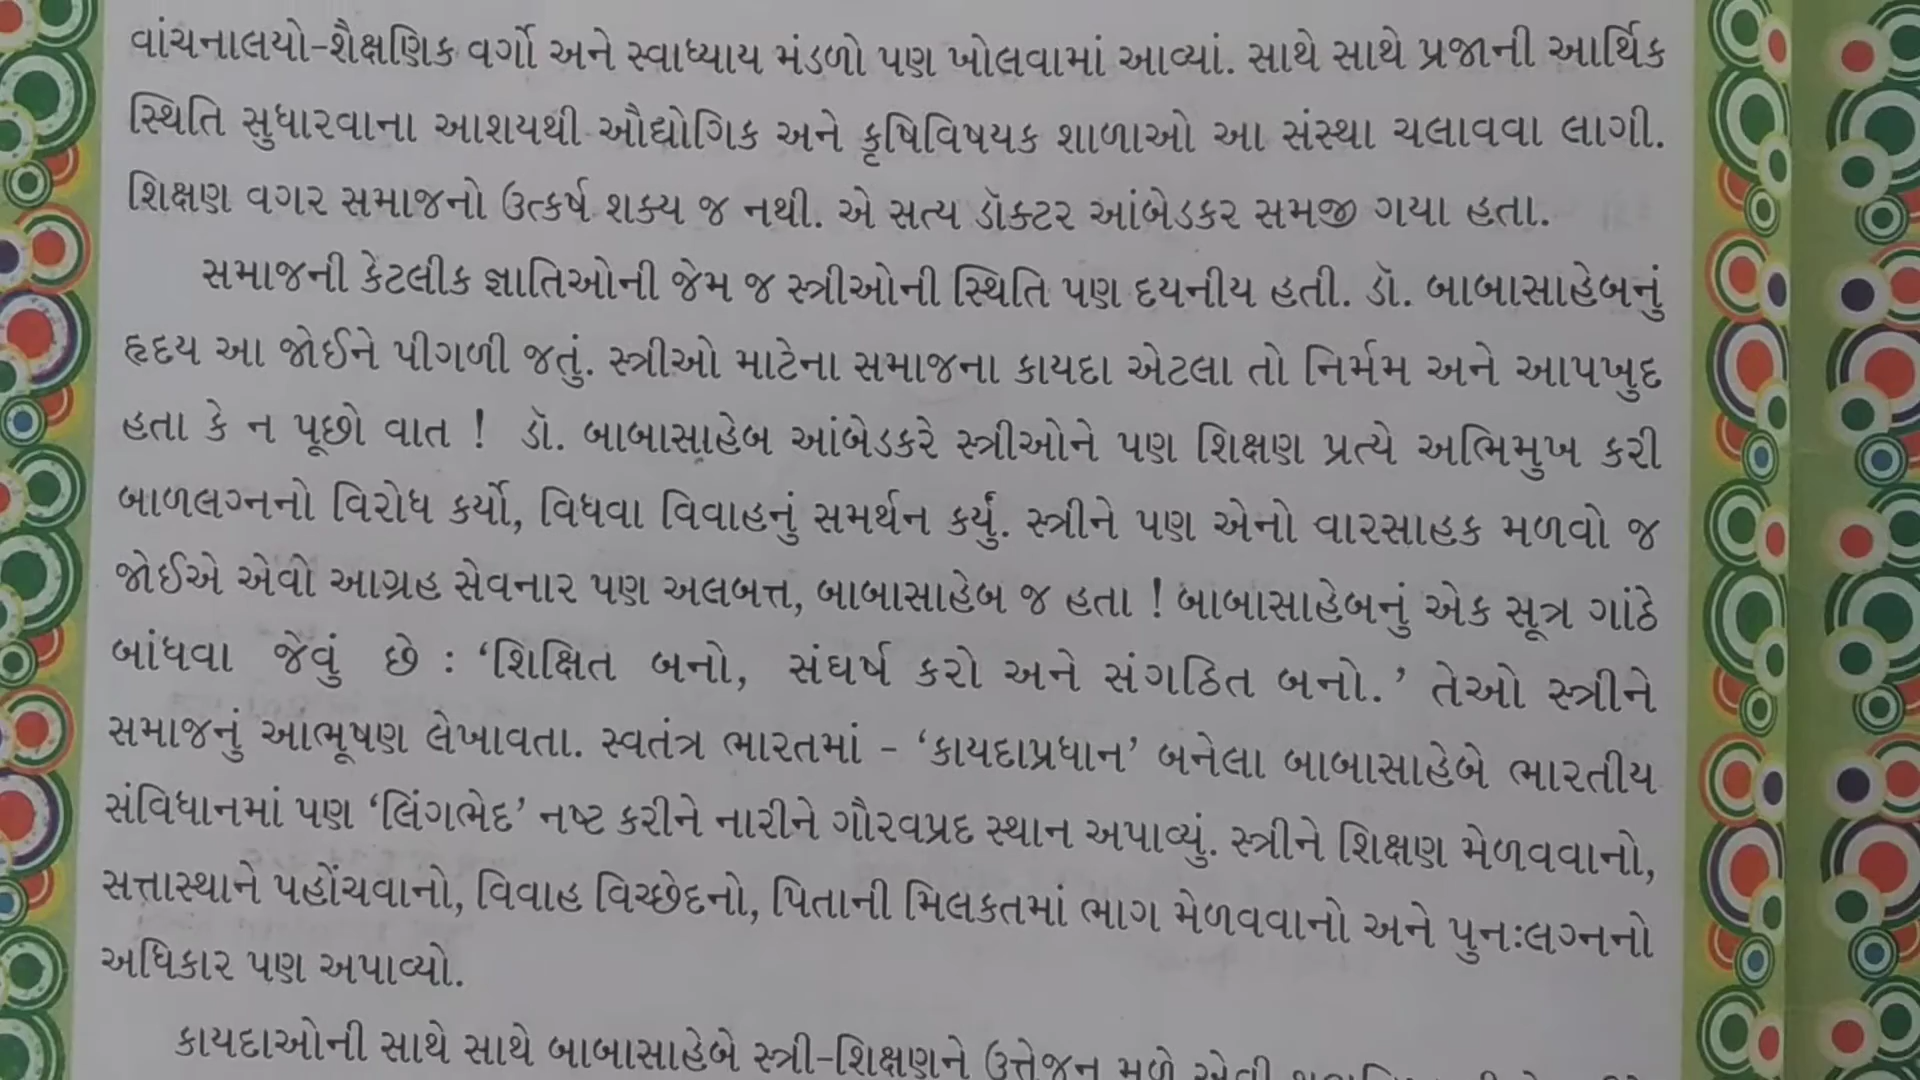 વાંચનાલયો-શૈક્ષણિક વર્ગો અને સ્વાધ્યાય મંડળો પણ ખોલવામાં આવ્યાં. સાથે સાથે પ્રજાની આર્થિક
સ્થિતિ સુધારવાના આશયથી ઔદ્યોગિક અને કૃષિવિષયક શાળાઓ આ સંસ્થા ચલાવવા લાગી.
શિક્ષણ વગર સમાજનો ઉત્કર્ષ શક્ય જ નથી. એ સત્ય ડૉક્ટર આંબેડકર સમજી ગયા હતા.
સમાજની કેટલીક જ્ઞાતિઓની જેમ જ સ્ત્રીઓની સ્થિતિ પણ દયનીય હતી. ડૉ. બાબાસાહેબનું
હૃદય આ જોઈને પીગળી જતું. સ્ત્રીઓ માટેના સમાજના કાયદા એટલા તો નિર્મમ અને આપખુદ
હતા કે ન પૂછો વાત ! ડૉ. બાબાસાહેબ આંબેડકરે સ્ત્રીઓને પણ શિક્ષણ પ્રત્યે અભિમુખ કરી
બાળલગ્નનો વિરોધ કર્યો, વિધવા વિવાહનું સમર્થન કર્યું. સ્ત્રીને પણ એનો વારસાહક મળવો જ
જોઈએ એવો આગ્રહ સેવનાર પણ અલબત્ત, બાબાસાહેબ જ હતા ! બાબાસાહેબનું એક સૂત્ર ગાંઠે
બાંધવા જેવું છે : ‘શિક્ષિત બનો, સંઘર્ષ કરો અને સંગઠિત બનો.’ તેઓ સ્ત્રીને
સમાજનું આભૂષણ લેખાવતા. સ્વતંત્ર ભારતમાં - ‘કાયદાપ્રધાન’ બનેલા બાબાસાહેબે ભારતીય
સંવિધાનમાં પણ ‘લિંગભેદ’ નષ્ટ કરીને નારીને ગૌરવપ્રદ સ્થાન અપાવ્યું. સ્ત્રીને શિક્ષણ મેળવવાનો,
સત્તાસ્થાને પહોંચવાનો, વિવાહ વિચ્છેદનો, પિતાની મિલકતમાં ભાગ મેળવવાનો અને પુનઃલગ્નનો
અધિકાર પણ અપાવ્યો.
કાયદાઓની સાથે સાથે બાબાસાહેબે સ્ત્રી-શિક્ષણને ઉત્તેજન મળે એવી